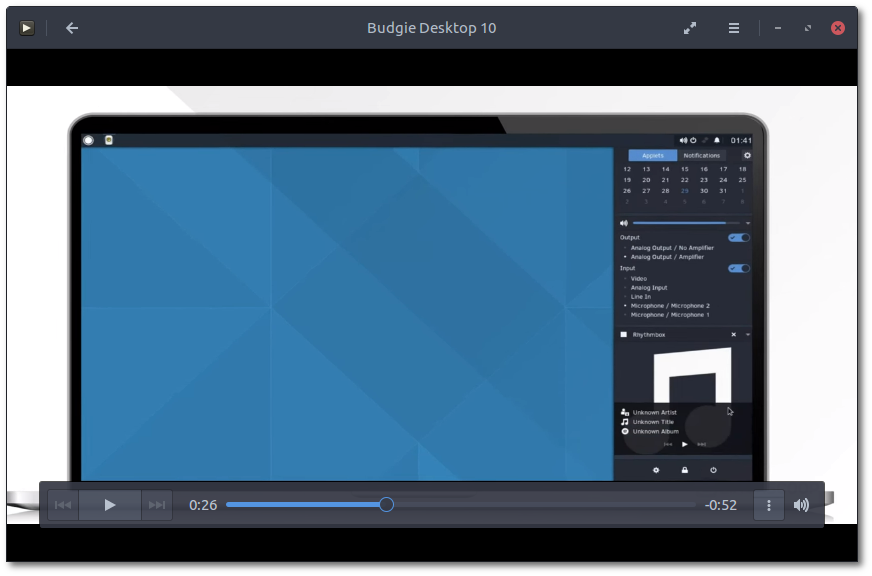 Budgie Desktop 10
01:41
Applets Notifications
12 13 14 15 16 17 18
19 20 21 22 23 24 25
26 27 28 29 30 31 1
2 3 4 5 6 7 8
Output
Analog Output / No Amplifier
Analog Output / Amplifier
Input
Video
Analog Input
Line In
Microphone / Microphone 2
Microphone / Microphone 1
Rhythmbox
Unknown Artist
Unknown Title
Unknown Album
0:26 -0:52